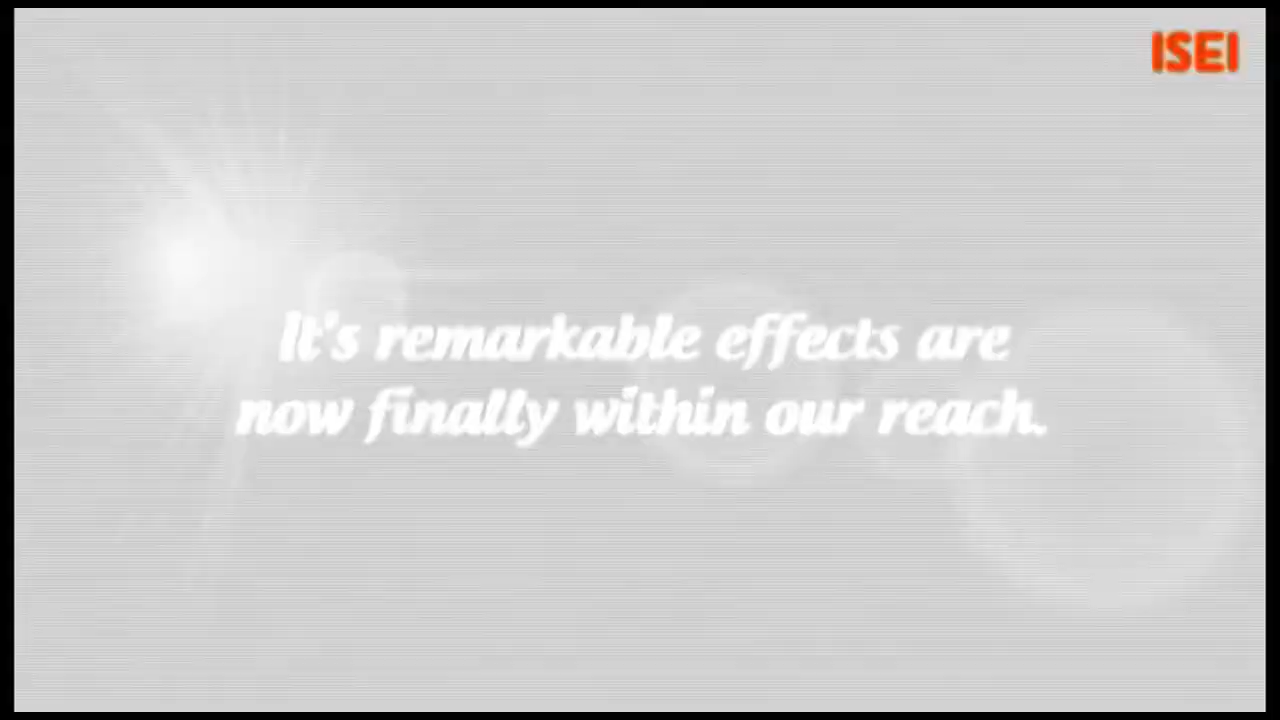 ISEI
It's remarkable effects are
now finally within our reach.